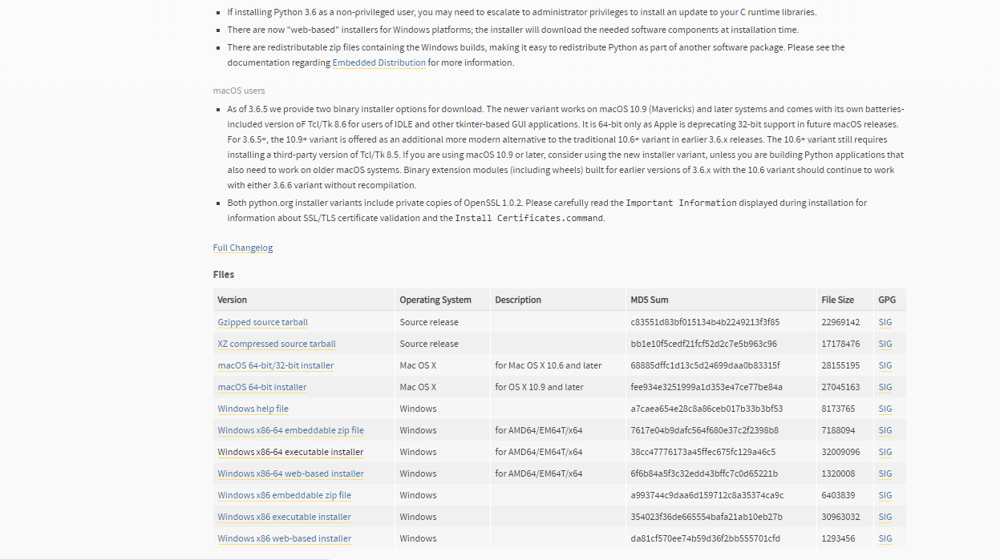 If installing Python 3.6 as a non-privileged user, you may need to escalate to administrator privileges to install an update to your C runtime libraries.
There are now "web-based" installers for Windows platforms; the installer will download the needed software components at installation time.
There are redistributable zip files containing the Windows builds, making it easy to redistribute Python as part of another software package. Please see the
documentation regarding Embedded Distribution for more information.
macOS users
As of 3.6.5 we provide two binary installer options for download. The newer variant works on macOS 10.9 (Mavericks) and later systems and comes with its own batteries-
included version oF Tcl/Tk 8.6 for users of IDLE and other tkinter-based GUI applications. It is 64-bit only as Apple is deprecating 32-bit support in future macOS releases.
For 3.6.5+, the 10.9+ variant is offered as an additional more modern alternative to the traditional 10.6+ variant in earlier 3.6.x releases. The 10.6+ variant still requires
installing a third-party version of Tcl/Tk 8.5. If you are using macOS 10.9 or later, consider using the new installer variant, unless you are building Python applications that
also need to work on older macOS systems. Binary extension modules (including wheels) built for earlier versions of 3.6.x with the 10.6 variant should continue to work
with either 3.6.6 variant without recompilation.
Both python.org installer variants include private copies of OpenSSL 1.0.2. Please carefully read the Important Information displayed during installation for
information about SSL/TLS certificate validation and the Install Certificates.command.
Full Changelog
Files
Version Operating System Description MD5 Sum File Size GPG
Gzipped source tarball Source release c83551d83bf015134b4b2249213f3f85 22969142 SIG
XZ compressed source tarball Source release bb1e10f5cedf21fcf52d2c7e5b963c96 17178476 SIG
macOS 64-bit/32-bit installer Mac OS X for Mac OS X 10.6 and later 68885dffc1d13c5d24699daa0b83315f 28155195 SIG
macOS 64-bit installer Mac OS X for OS X 10.9 and later fee934e3251999a1d353e47ce77be84a 27045163 SIG
Windows help file Windows a7caea654e28c8a86ceb017b33b3bf53 8173765 SIG
Windows x86-64 embeddable zip file Windows for AMD64/EM64T/x64 7617e04b9dafc564f680e37c2f2398b8 7188094 SIG
Windows x86-64 executable installer Windows for AMD64/EM64T/x64 38cc47776173a45ffec675fc129a46c5 32009096 SIG
Windows x86-64 web-based installer Windows for AMD64/EM64T/x64 6f6b84a5f3c32edd43bffc7c0d65221b 1320008 SIG
Windows x86 embeddable zip file Windows a993744c9daa6d159712c8a35374ca9c 6403839 SIG
Windows x86 executable installer Windows 354023f36de665554bafa21ab10eb27b 30963032 SIG
Windows x86 web-based installer Windows da81cf570ee74b59d36f2bb555701cfd 1293456 SIG